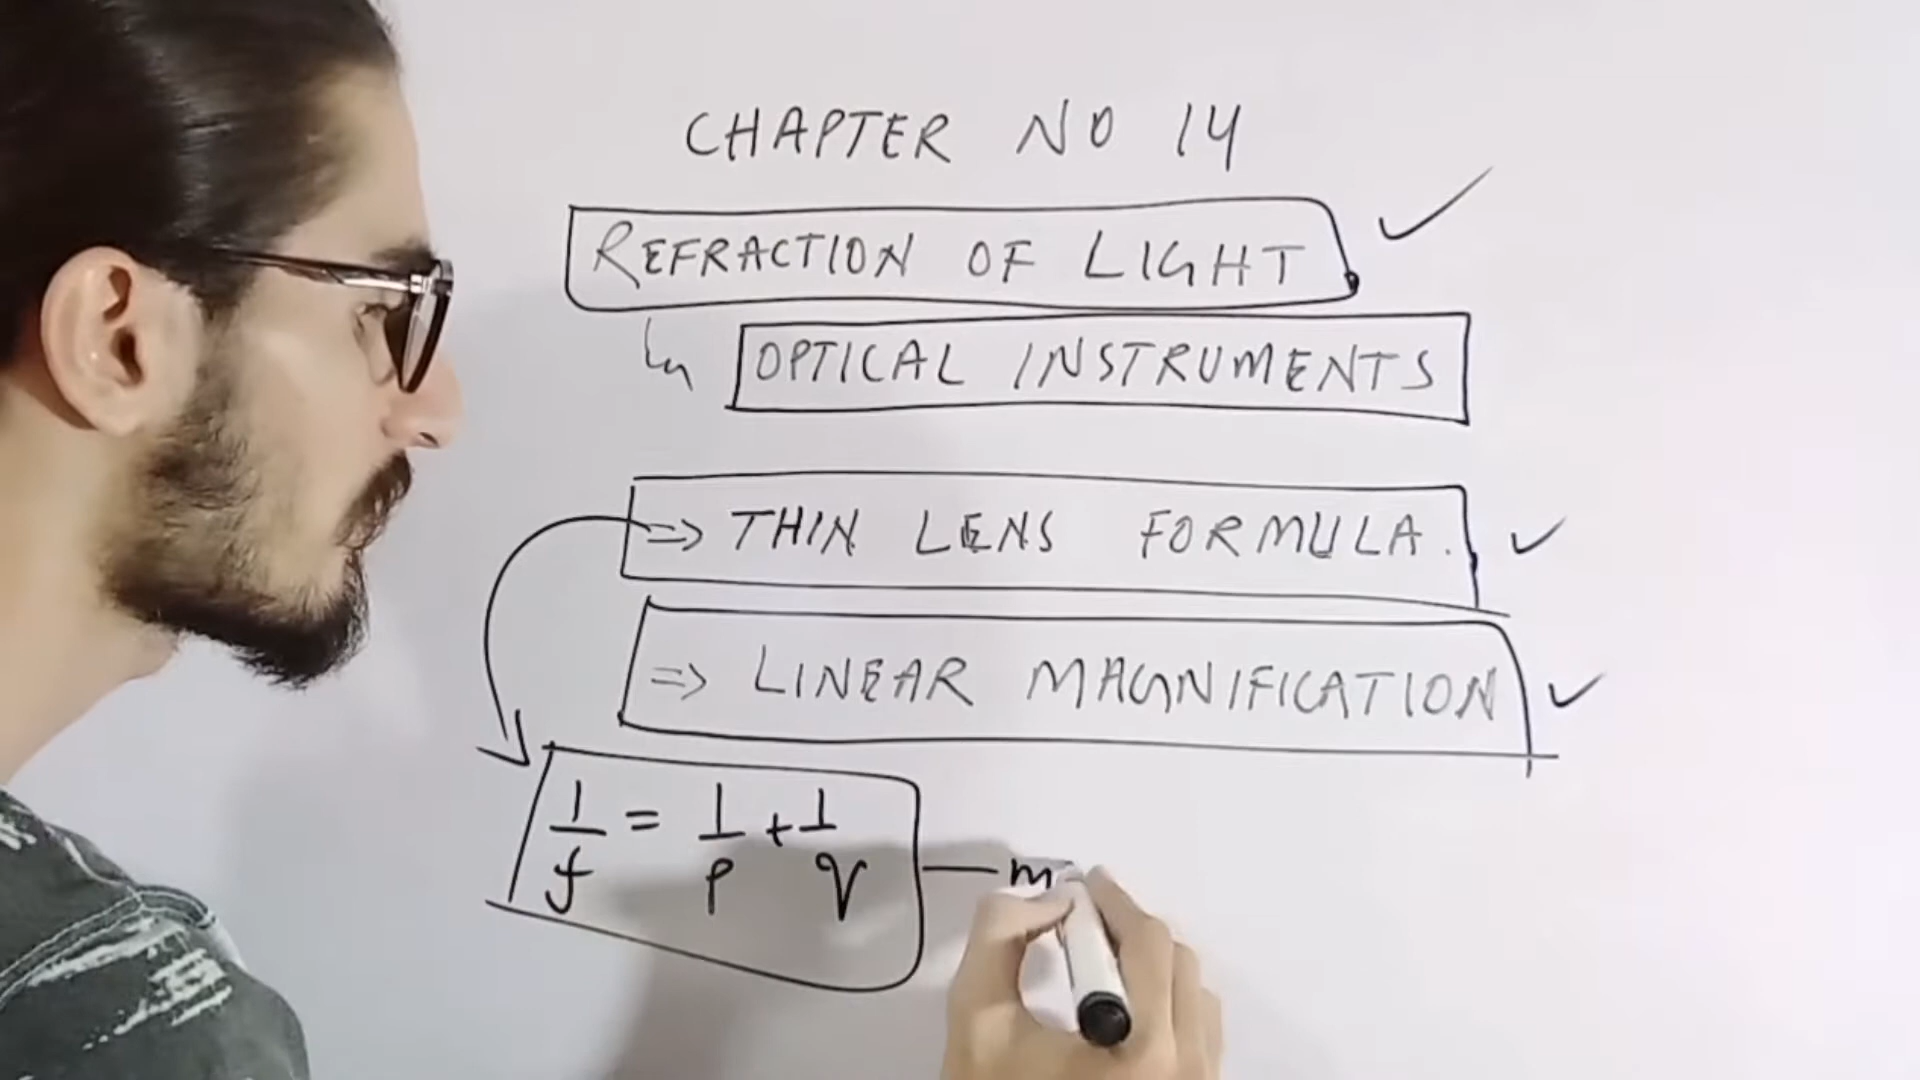 CHAPTER NO 14
REFRACTION OF LIGHT
OPTICAL INSTRUMENTS
=> THIN LENS FORMULA.
=> LINEAR MAGNIFICATION
1/f = 1/p + 1/q — m